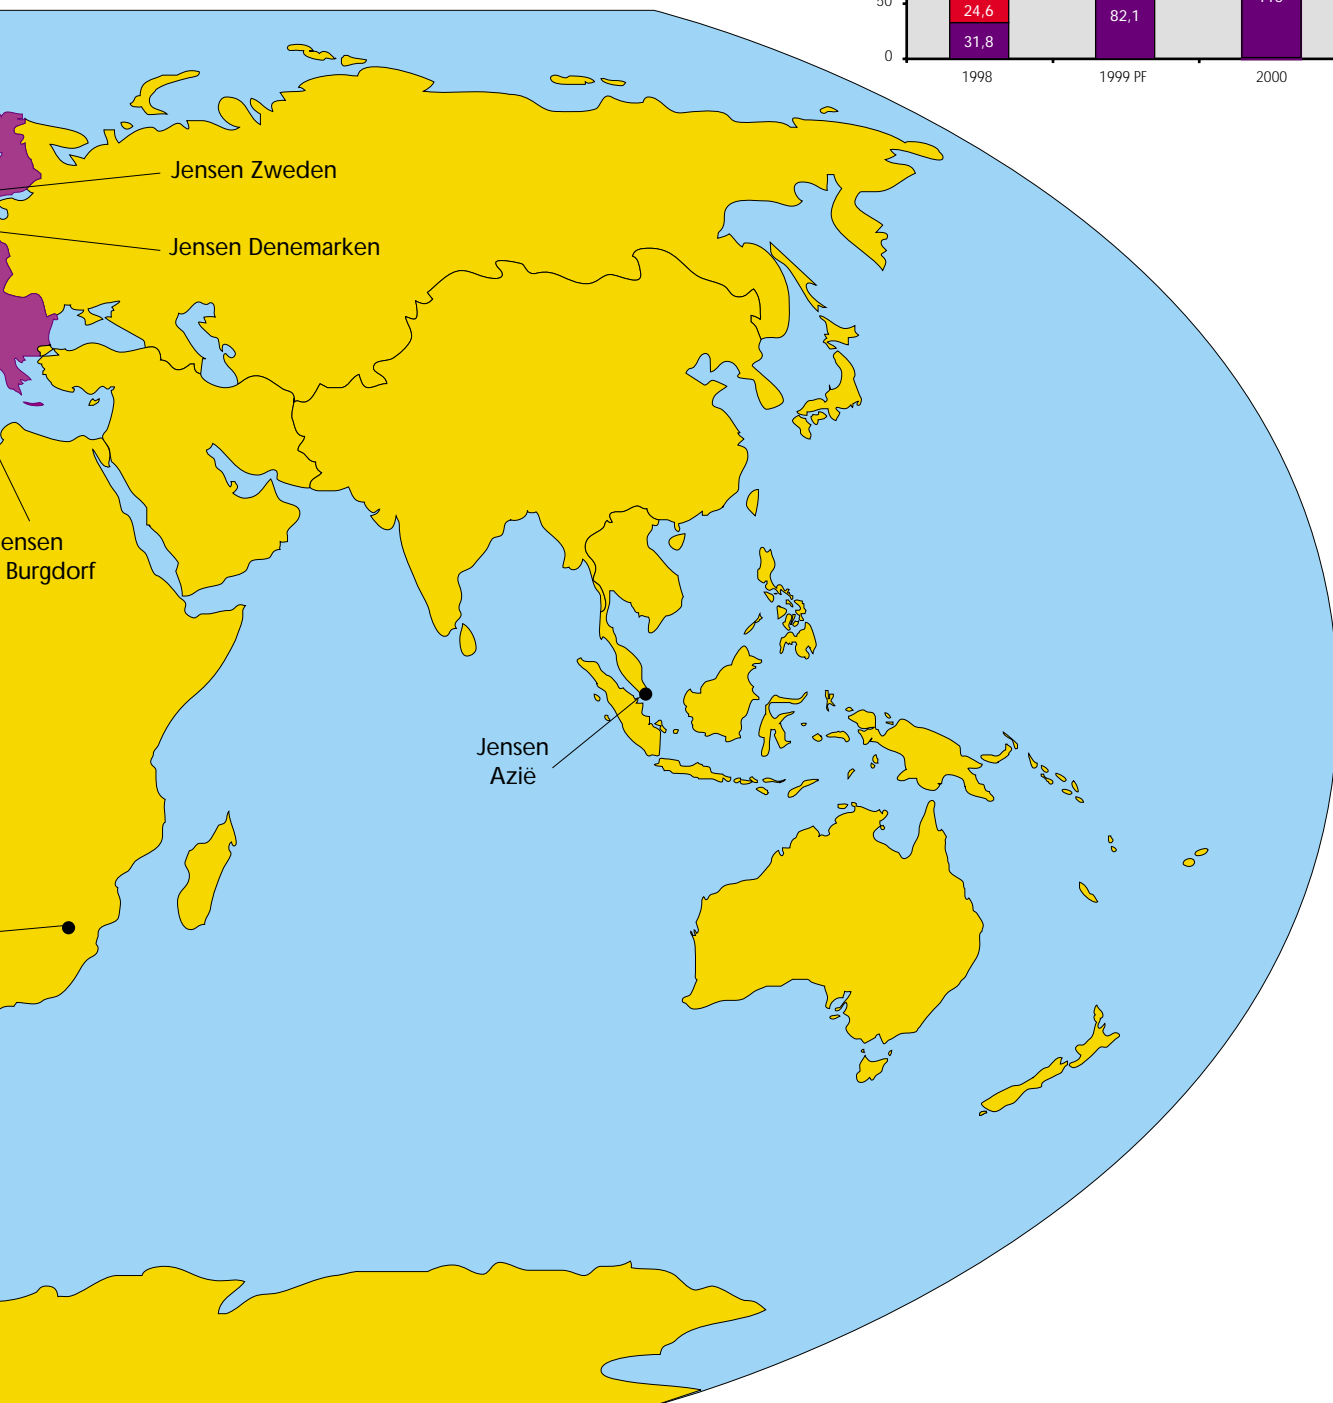 50
24,6
82,1
31,8
0
1998
1999 PF
2000
Jensen Zweden
Jensen Denemarken
ensen
Burgdorf
Jensen
Azië